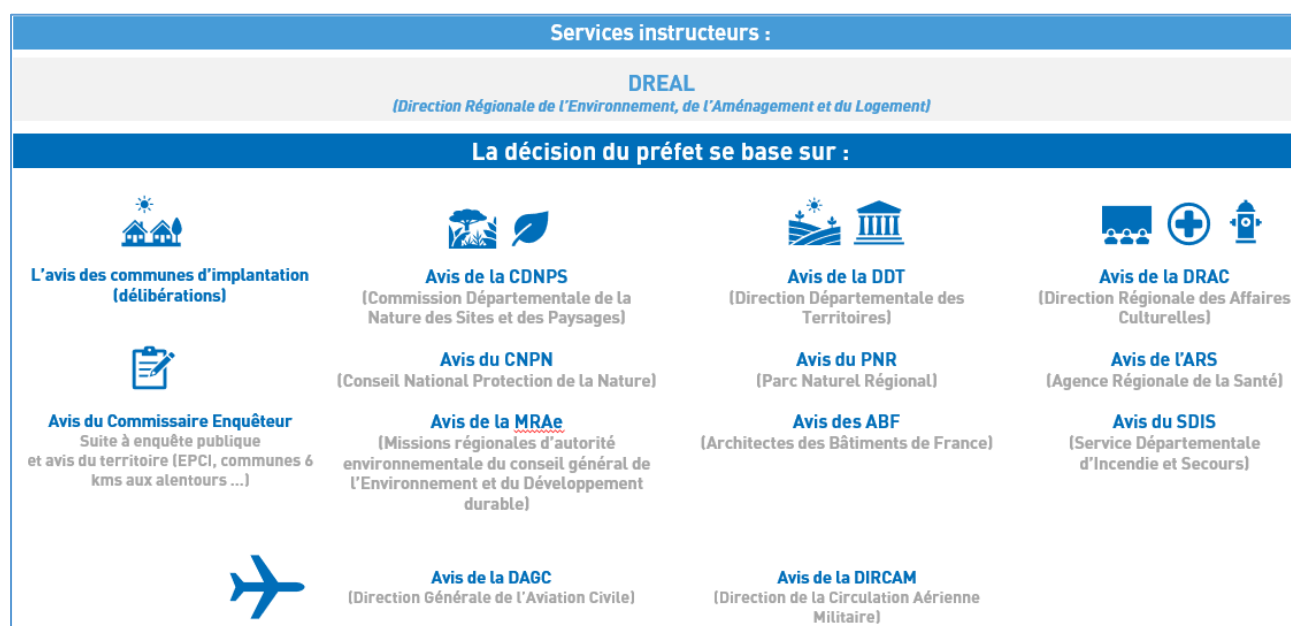 Services instructeurs :
DREAL
(Direction Régionale de l'Environnement, de l'Aménagement et du Logement)
La décision du préfet se base sur :
L'avis des communes d'implantation
(délibérations)
Avis de la CDNPS
(Commission Départementale de la
Nature des Sites et des Paysages)
Avis de la DDT
(Direction Départementale des
Territoires)
Avis de la DRAC
(Direction Régionale des Affaires
Culturelles)
Avis du CNPN
(Conseil National Protection de la Nature)
Avis du PNR
(Parc Naturel Régional)
Avis de l'ARS
(Agence Régionale de la Santé)
Avis du Commissaire Enquêteur
Suite à enquête publique
et avis du territoire (EPCI, communes 6
kms aux alentours ...)
Avis de la MRAe
(Missions régionales d'autorité
environnementale du conseil général de
l'Environnement et du Développement
durable)
Avis des ABF
(Architectes des Bâtiments de France)
Avis du SDIS
(Service Départementale
d'Incendie et Secours)
Avis de la DAGC
(Direction Générale de l'Aviation Civile)
Avis de la DIRCAM
(Direction de la Circulation Aérienne
Militaire)